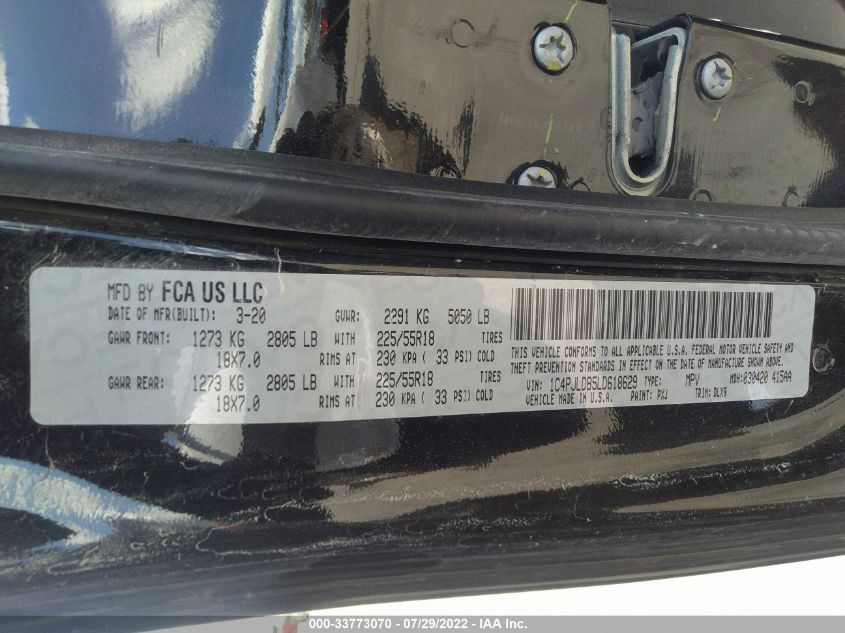 MFD BY FCA US LLC
DATE OF MFR(BUILT): 3-20 GVWR: 2291 KG 5050 LB
GAWR FRONT: 1273 KG 2805 LB WITH 225/55R18 TIRES
18X7.0 RIMS AT 230 KPA ( 33 PSI) COLD
GAWR REAR: 1273 KG 2805 LB WITH 225/55R18 TIRES
18X7.0 RIMS AT 230 KPA ( 33 PSI) COLD
THIS VEHICLE CONFORMS TO ALL APPLICABLE U.S.A. FEDERAL MOTOR VEHICLE SAFETY AND
THEFT PREVENTION STANDARDS IN EFFECT ON THE DATE OF MANUFACTURE SHOWN ABOVE.
VIN: 1C4PJLDB5LD618629 TYPE: MPV MDH: 030420 415AA
VEHICLE MADE IN U.S.A. PAINT: PXJ TRIM: DLX9
000-33773070 - 07/29/2022 - IAA Inc.